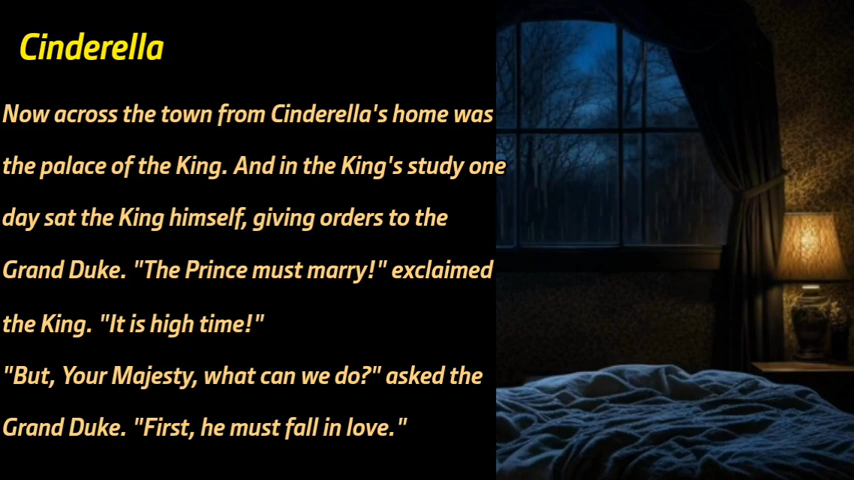 Cinderella
Now across the town from Cinderella's home was
the palace of the King. And in the King's study one
day sat the King himself, giving orders to the
Grand Duke. "The Prince must marry!" exclaimed
the King. "It is high time!"
"But, Your Majesty, what can we do?" asked the
Grand Duke. "First, he must fall in love."